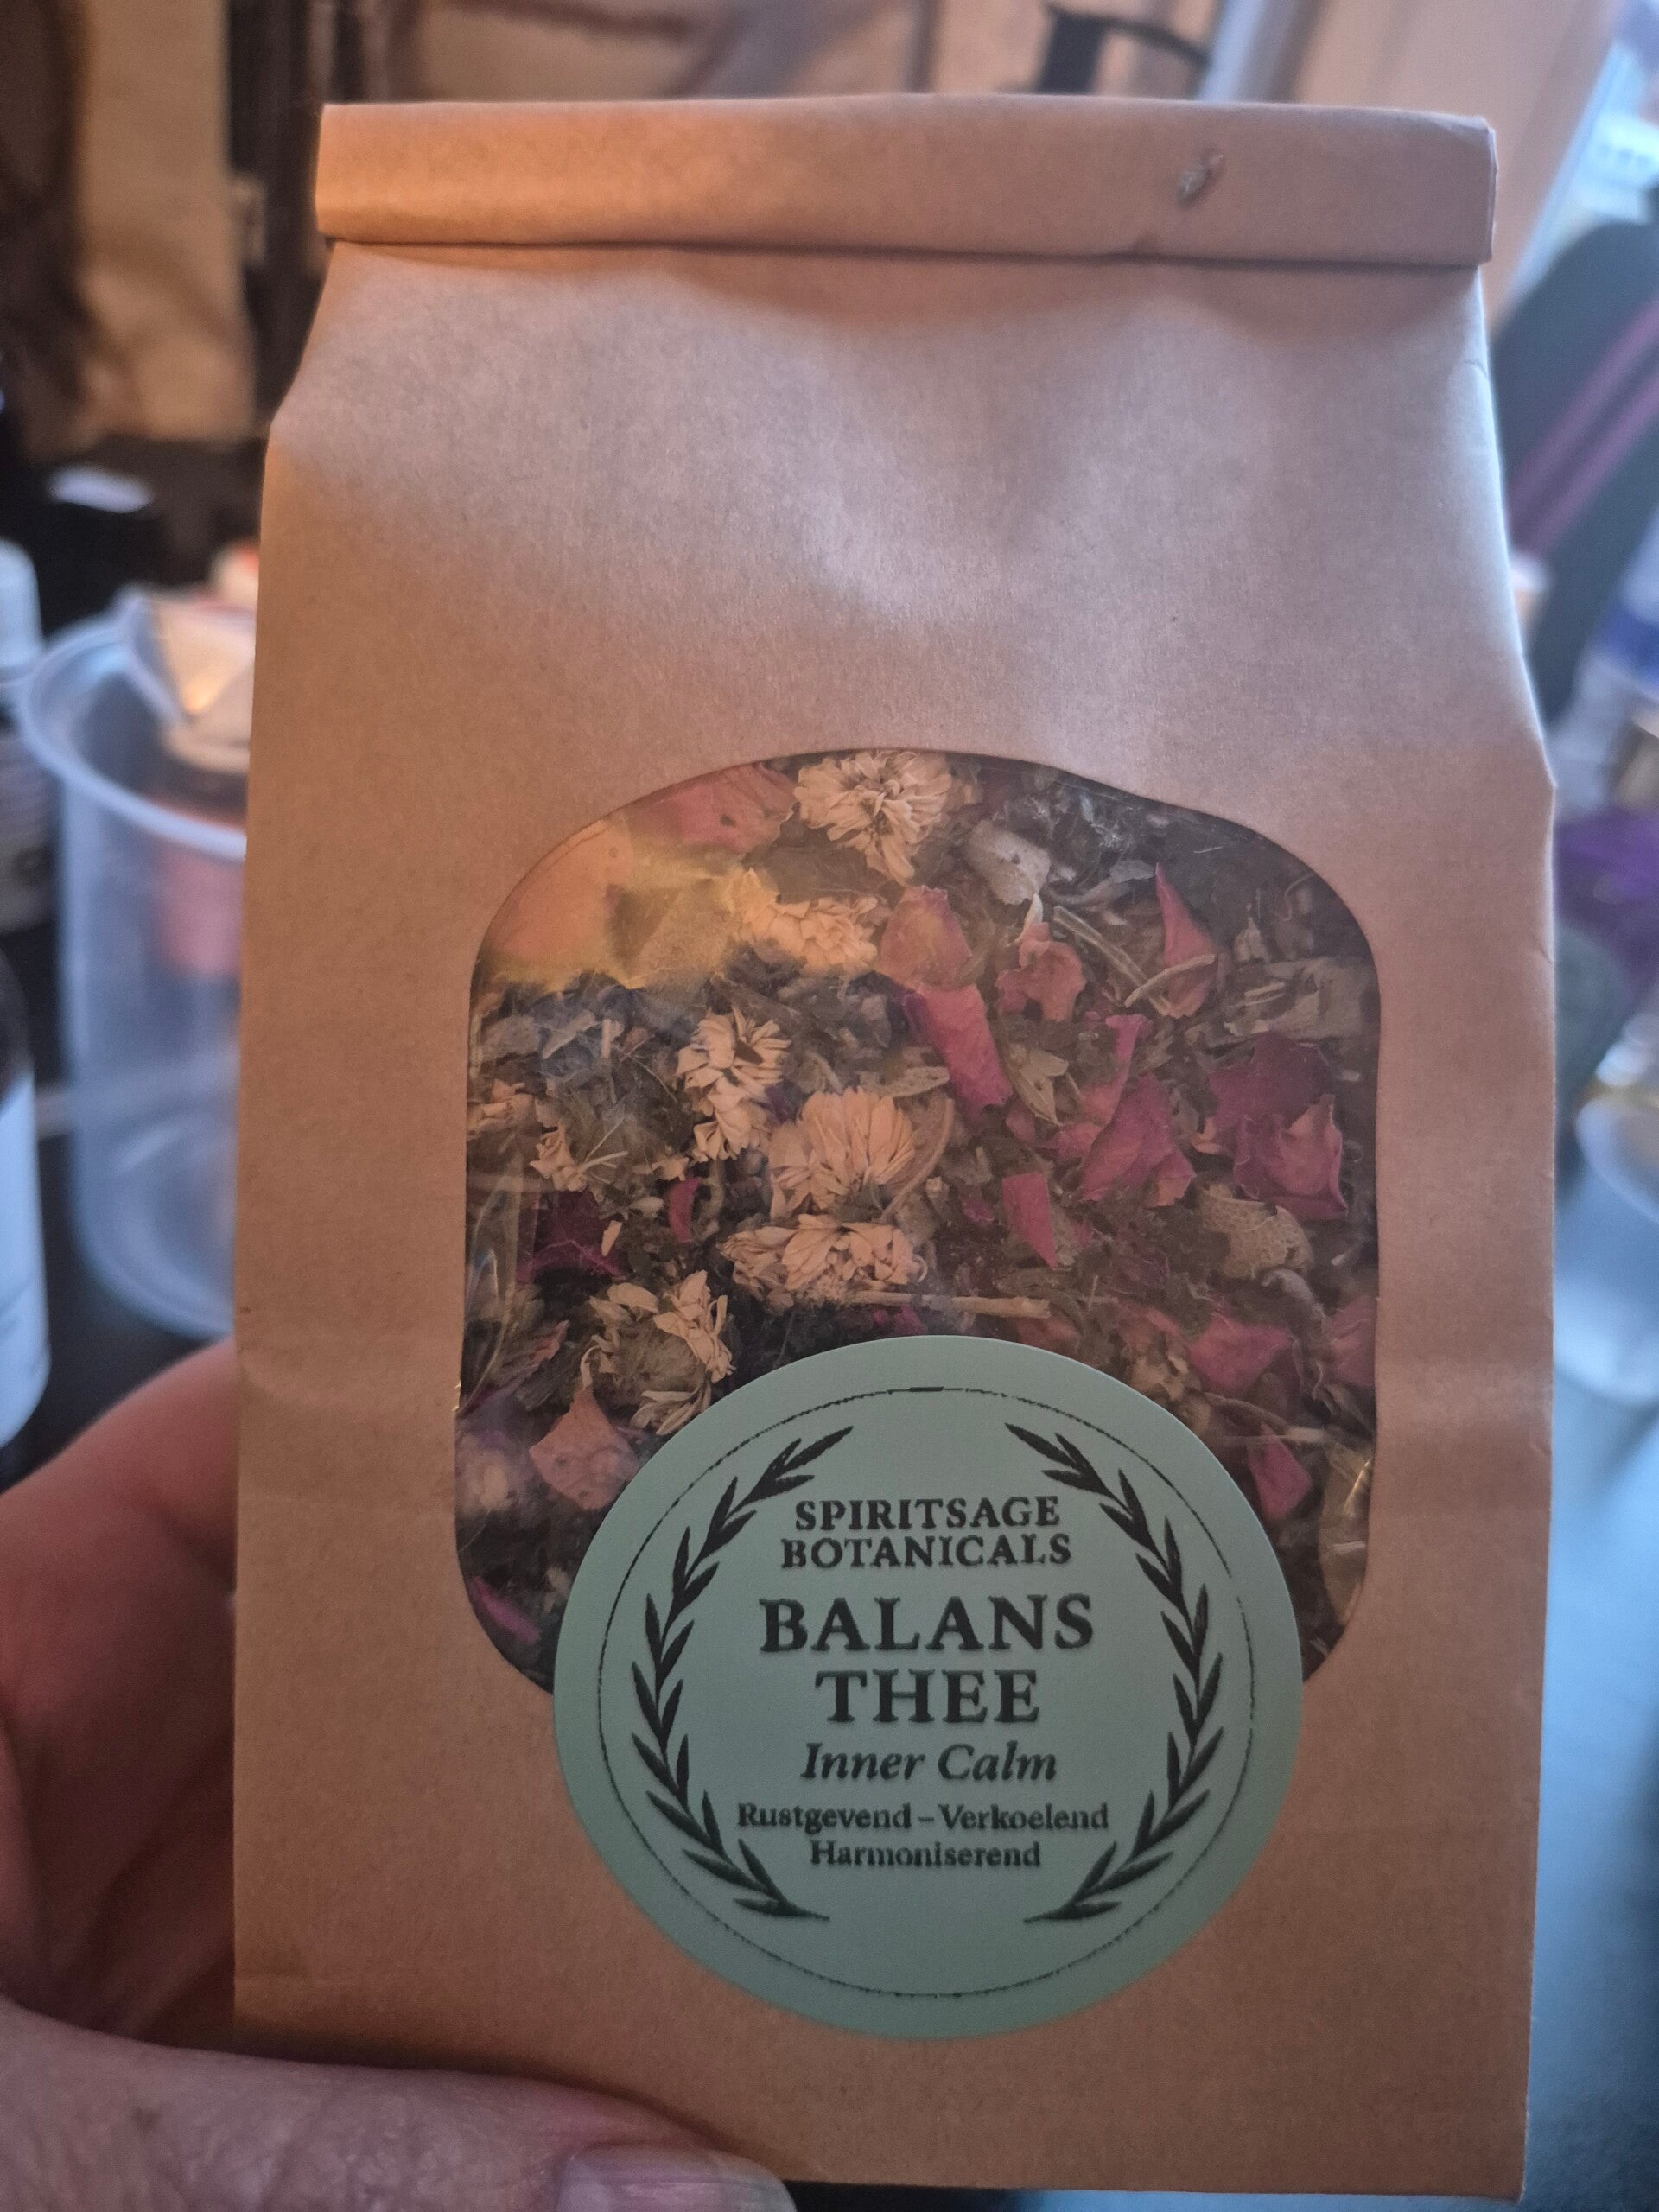 SPIRITSAGE
BOTANICALS
BALANS
THEE
Inner Calm
Rustgevend – Verkoelend
Harmoniserend